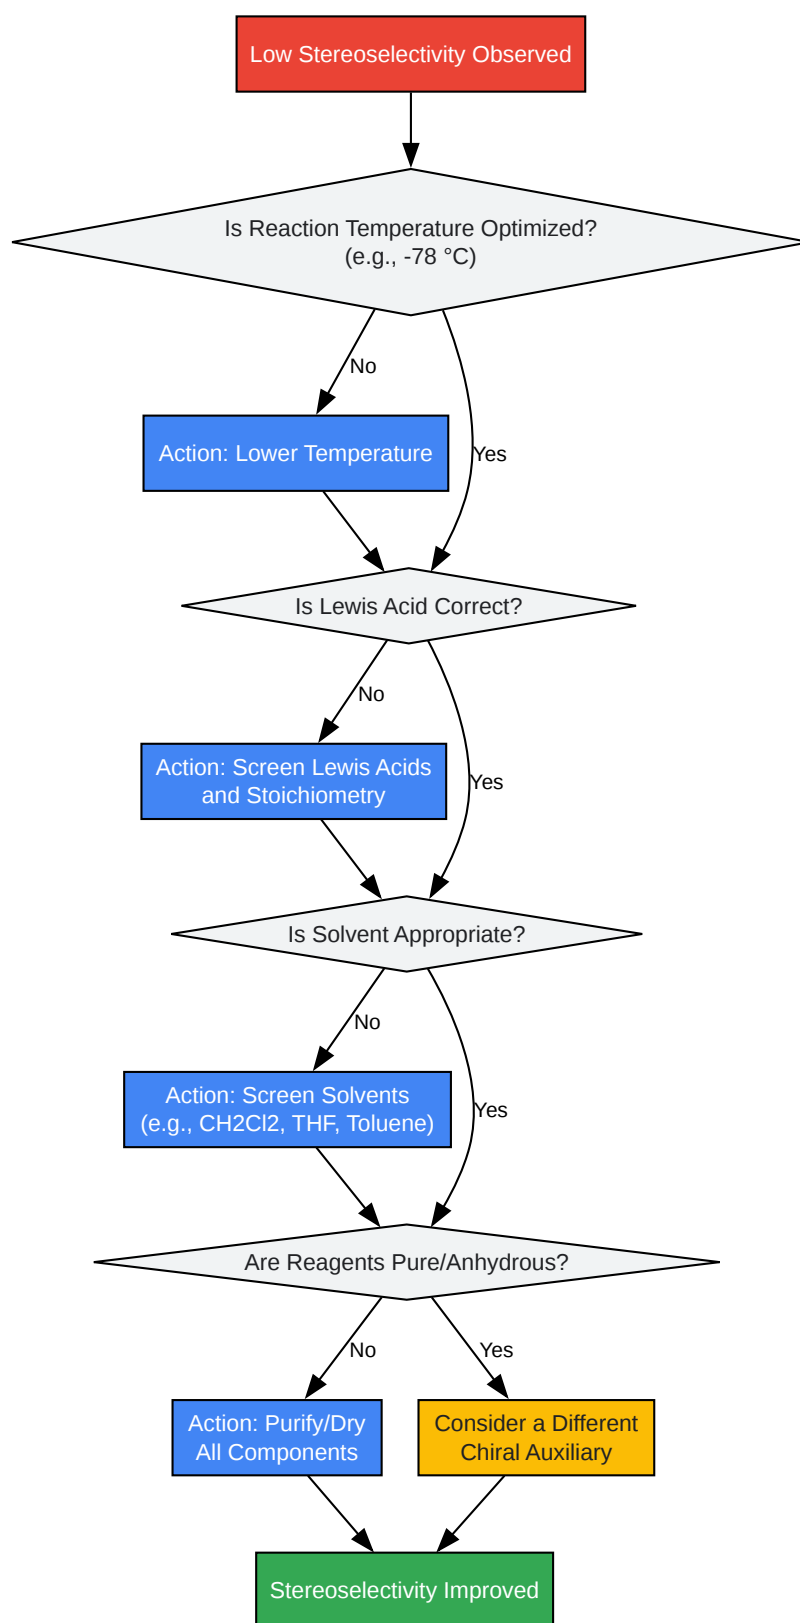 Low Stereoselectivity Observed
Is Reaction Temperature Optimized?
(e.g., -78 °C)
No
Action: Lower Temperature
Yes
Is Lewis Acid Correct?
No
Action: Screen Lewis Acids
and Stoichiometry
Yes
Is Solvent Appropriate?
No
Action: Screen Solvents
(e.g., CH2Cl2, THF, Toluene)
Yes
Are Reagents Pure/Anhydrous?
No
Yes
Action: Purify/Dry
All Components
Consider a Different
Chiral Auxiliary
Stereoselectivity Improved